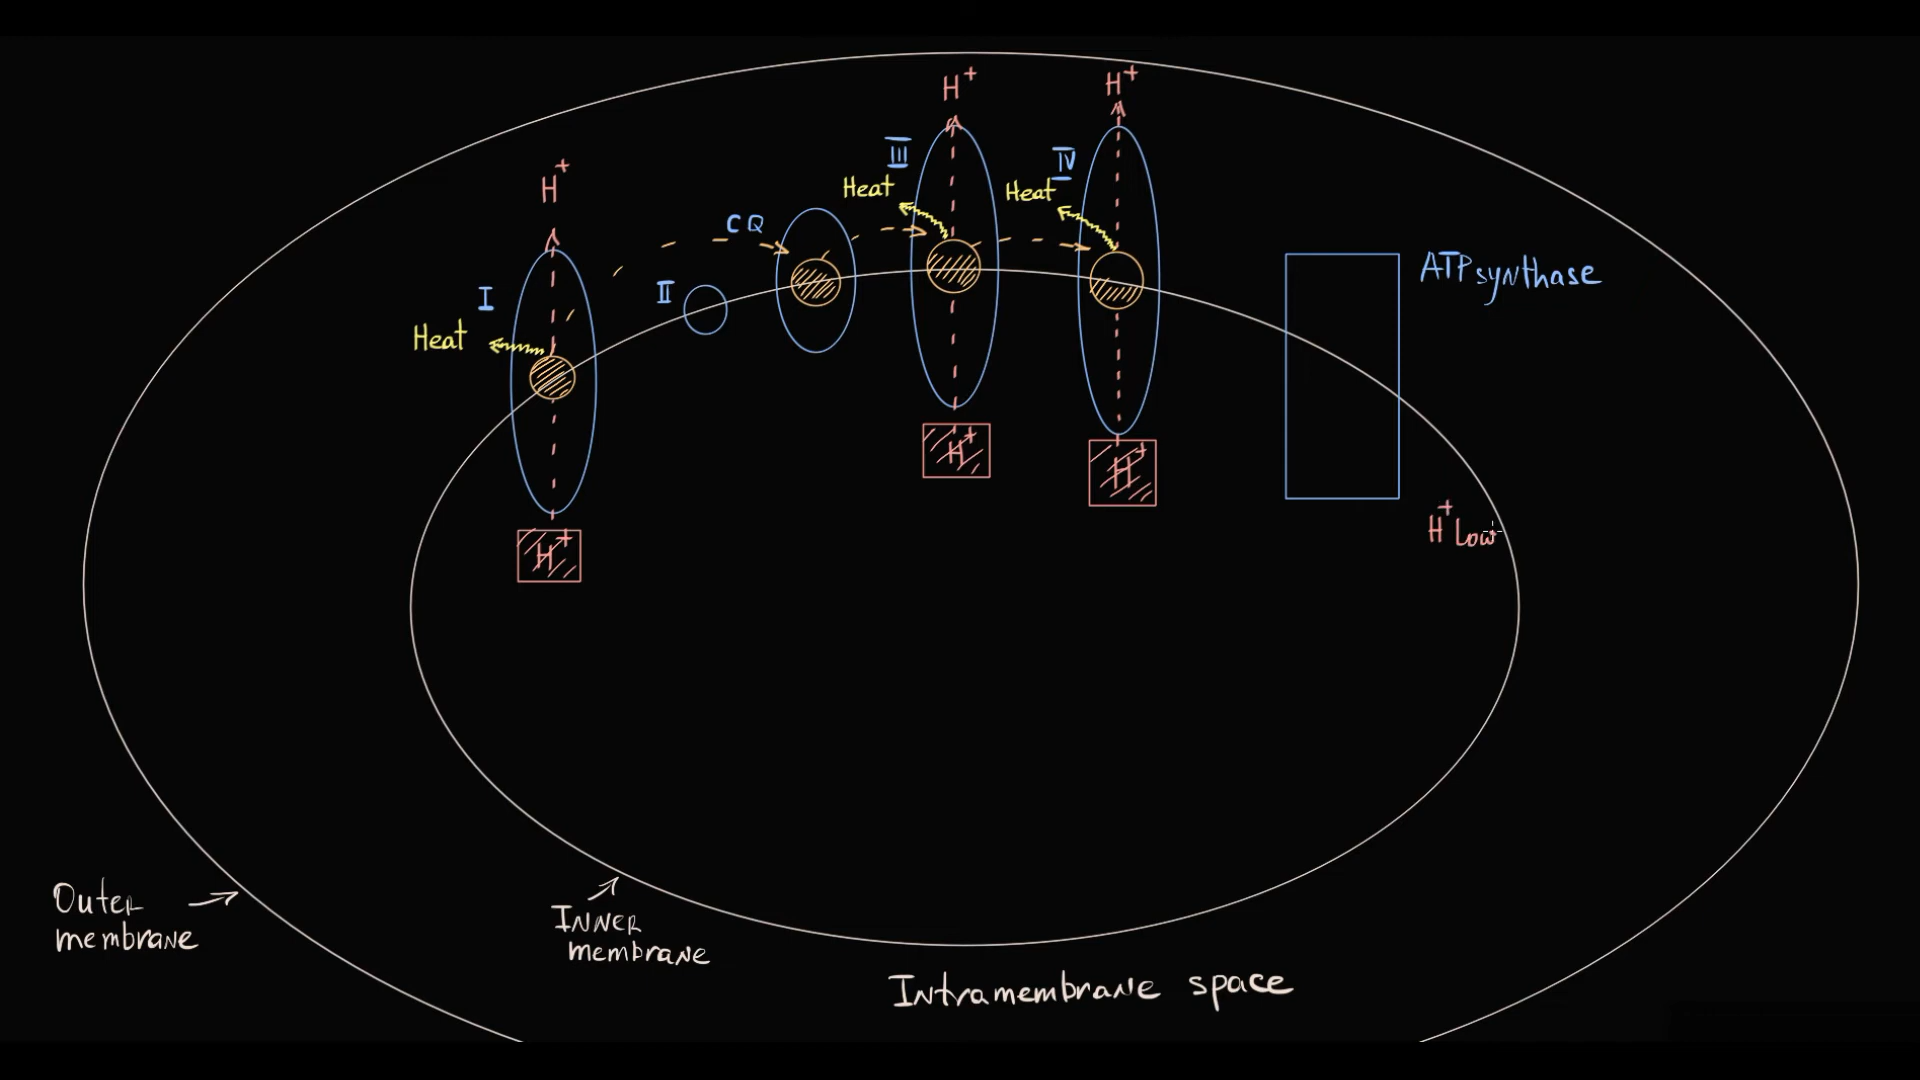 H+
H+
H+
III
IV
Heat
Heat
CQ
I
II
Heat
ATP synthase
H+
H+
H+
H+ Low
Outer
membrane
Inner
membrane
Intramembrane space